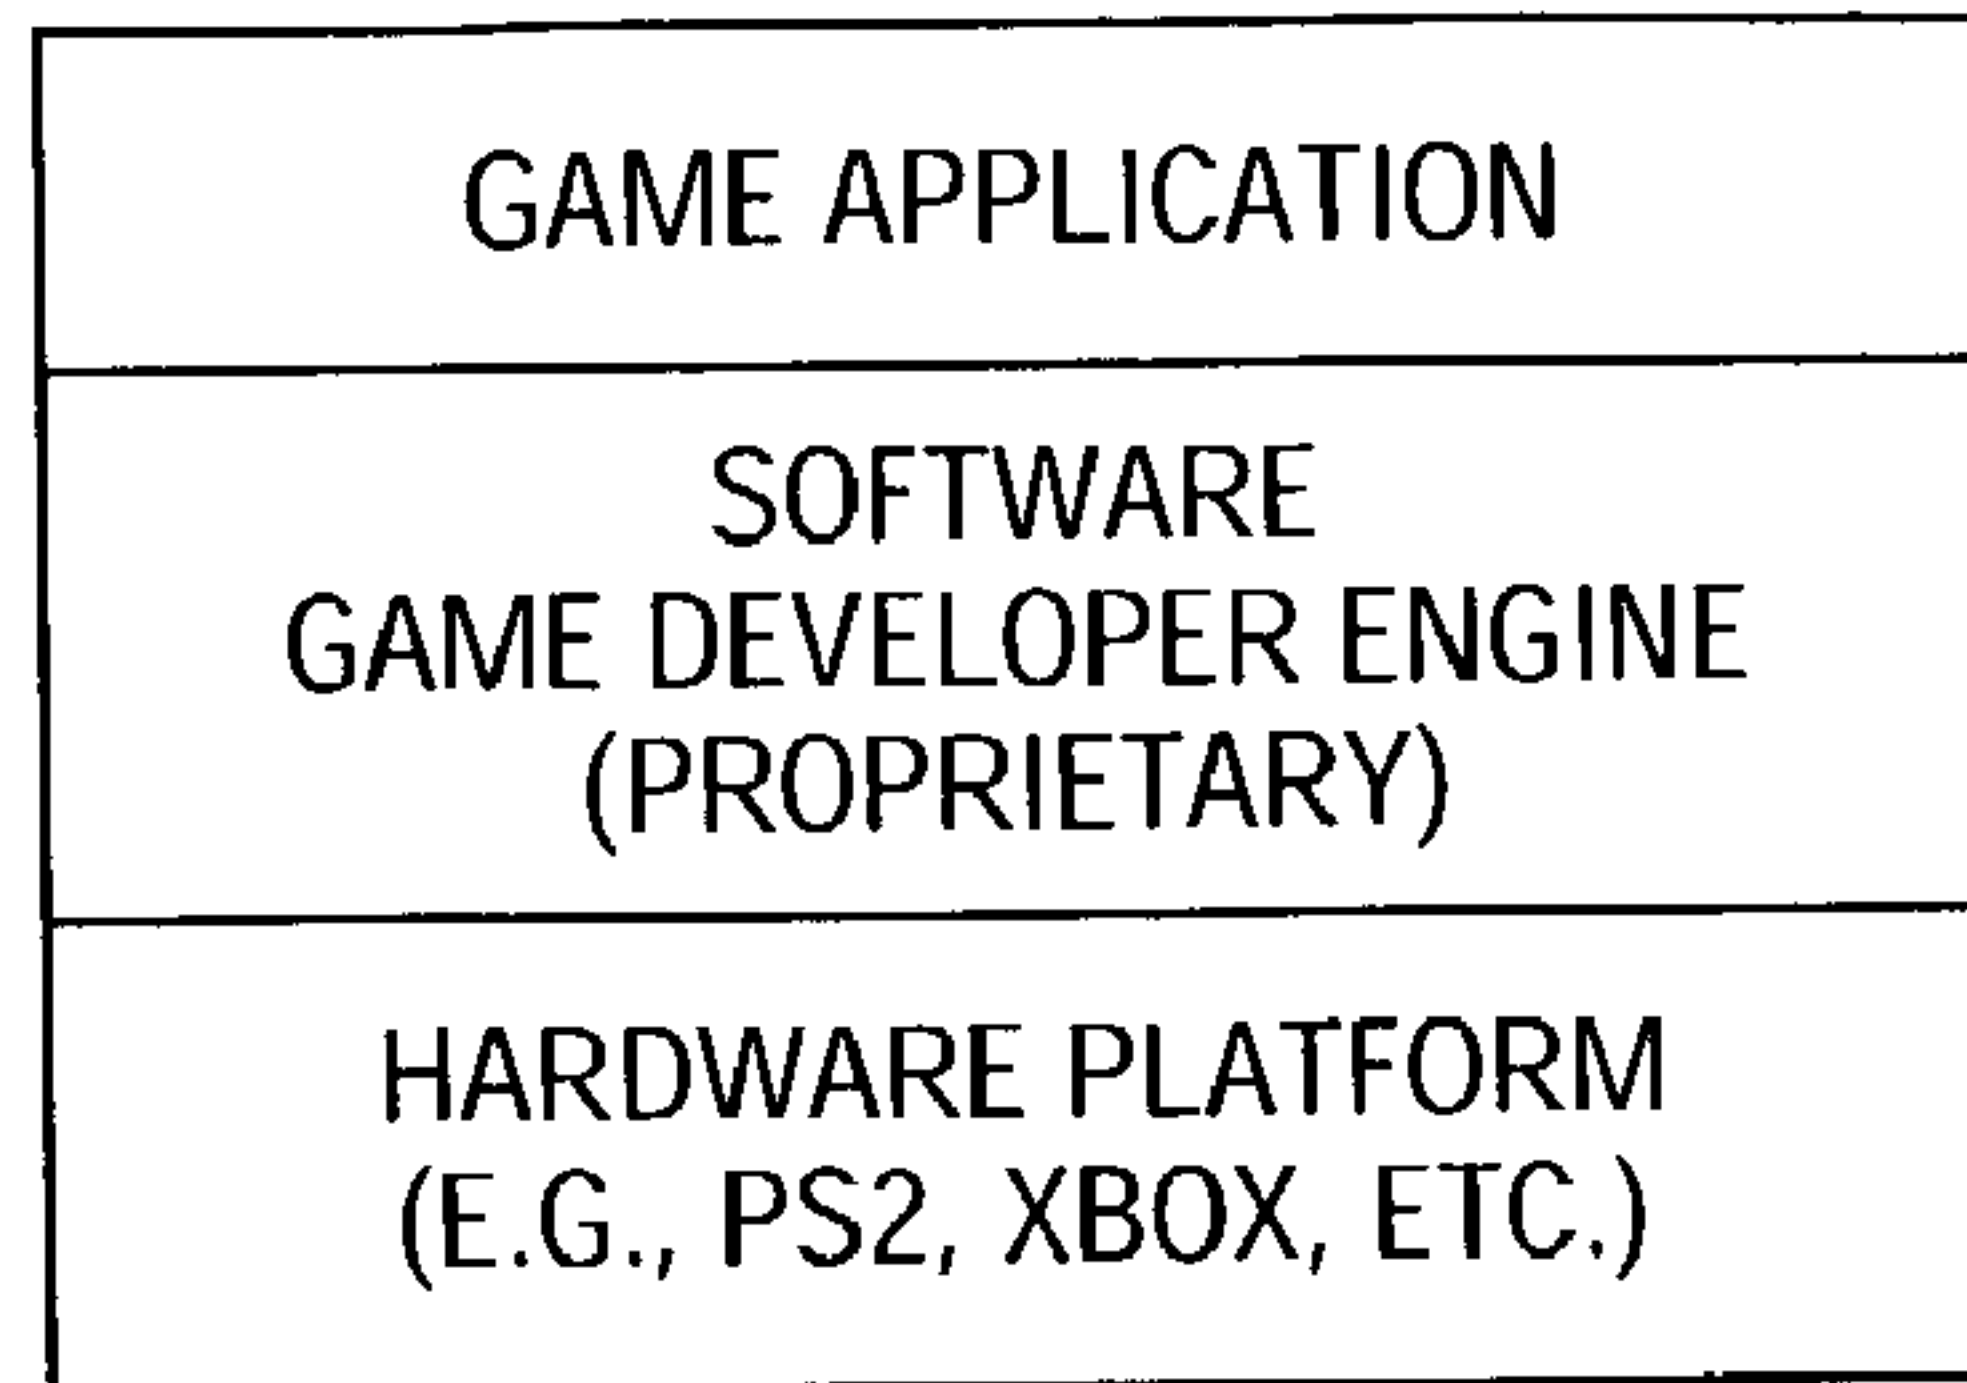 GAME APPLICATION
SOFTWARE
GAME DEVELOPER ENGINE
(PROPRIETARY)
HARDWARE PLATFORM
(E.G., PS2, XBOX, ETC.)